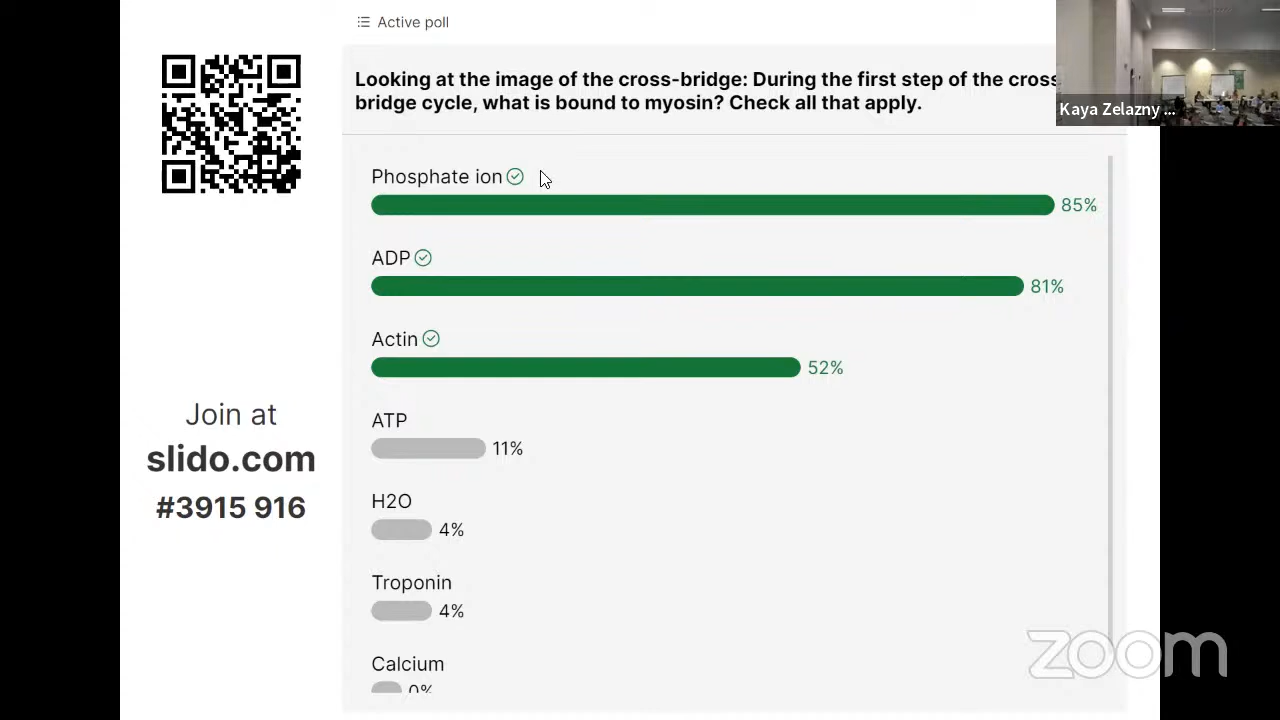 Active poll
Looking at the image of the cross-bridge: During the first step of the cross
bridge cycle, what is bound to myosin? Check all that apply.
Kaya Zelazny ...
Phosphate ion
85%
ADP
81%
Actin
52%
ATP
11%
H2O
4%
Troponin
4%
Calcium
0%
Join at
slido.com
#3915 916
zoom